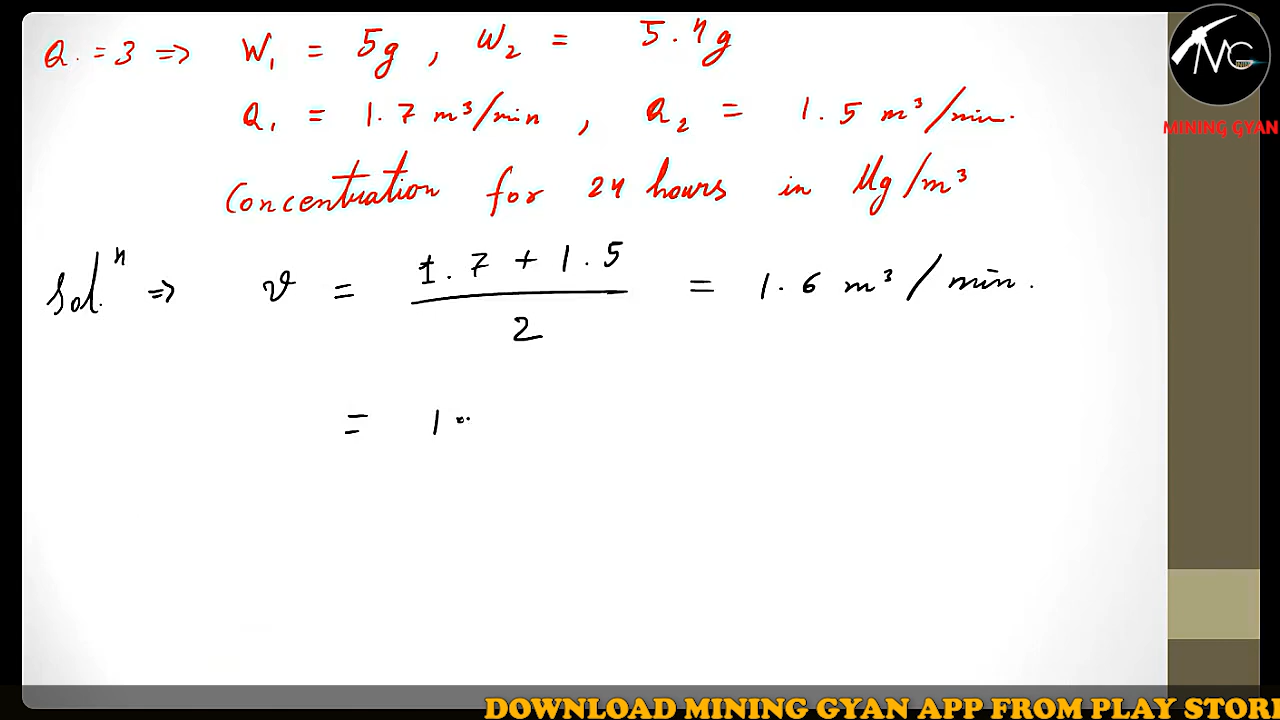 Q. = 3 => W1 = 5g, W2 = 5.4g
Q1 = 1.7 m³/min, Q2 = 1.5 m³/min.
Concentration for 24 hours in Ug/m³
Solⁿ => v = 1.7 + 1.5 / 2 = 1.6 m³/min.
= 1.
MG
MINING GYAN
DOWNLOAD MINING GYAN APP FROM PLAY STORE